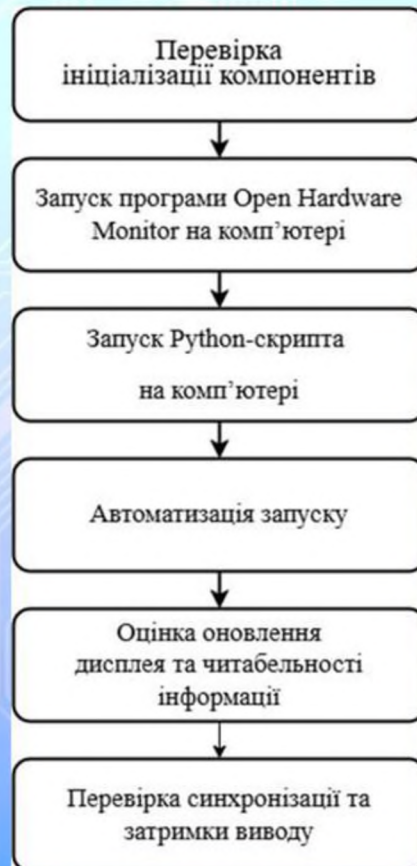 Перевірка
ініціалізації компонентів
Запуск програми Open Hardware
Monitor на комп’ютері
Запуск Python-скрипта
на комп’ютері
Автоматизація запуску
Оцінка оновлення
дисплея та читабельності
інформації
Перевірка синхронізації та
затримки виводу